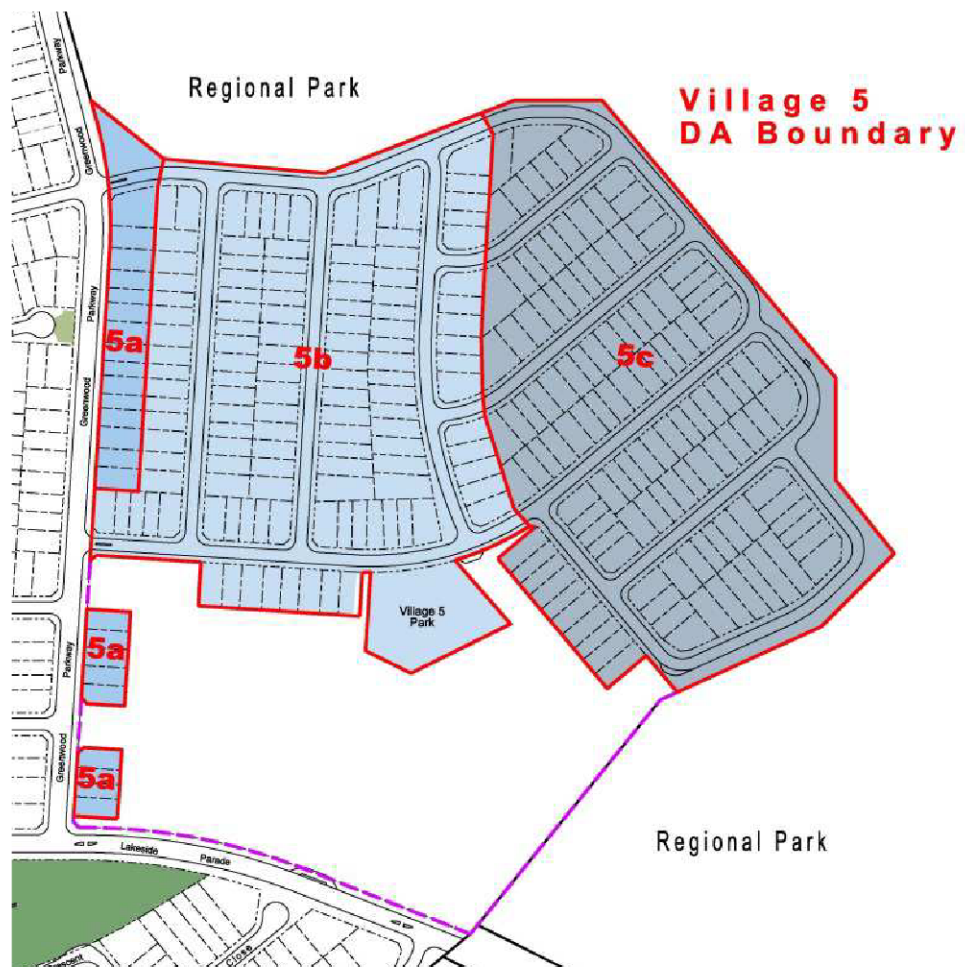 Parkway
Regional Park
Village 5
DA Boundary
Greenwood
Parkway
5a
5b
5c
Greenwood
Village 5
Park
5a
Parkway
Greenwood
5a
Lakeside
Parade
Regional Park
Close